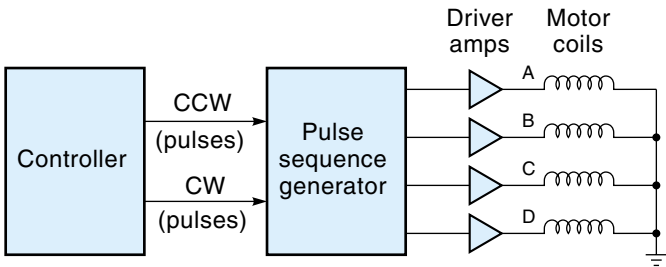 Driver
amps
Motor
coils
Controller
CCW
(pulses)
CW
(pulses)
Pulse
sequence
generator
A
B
C
D